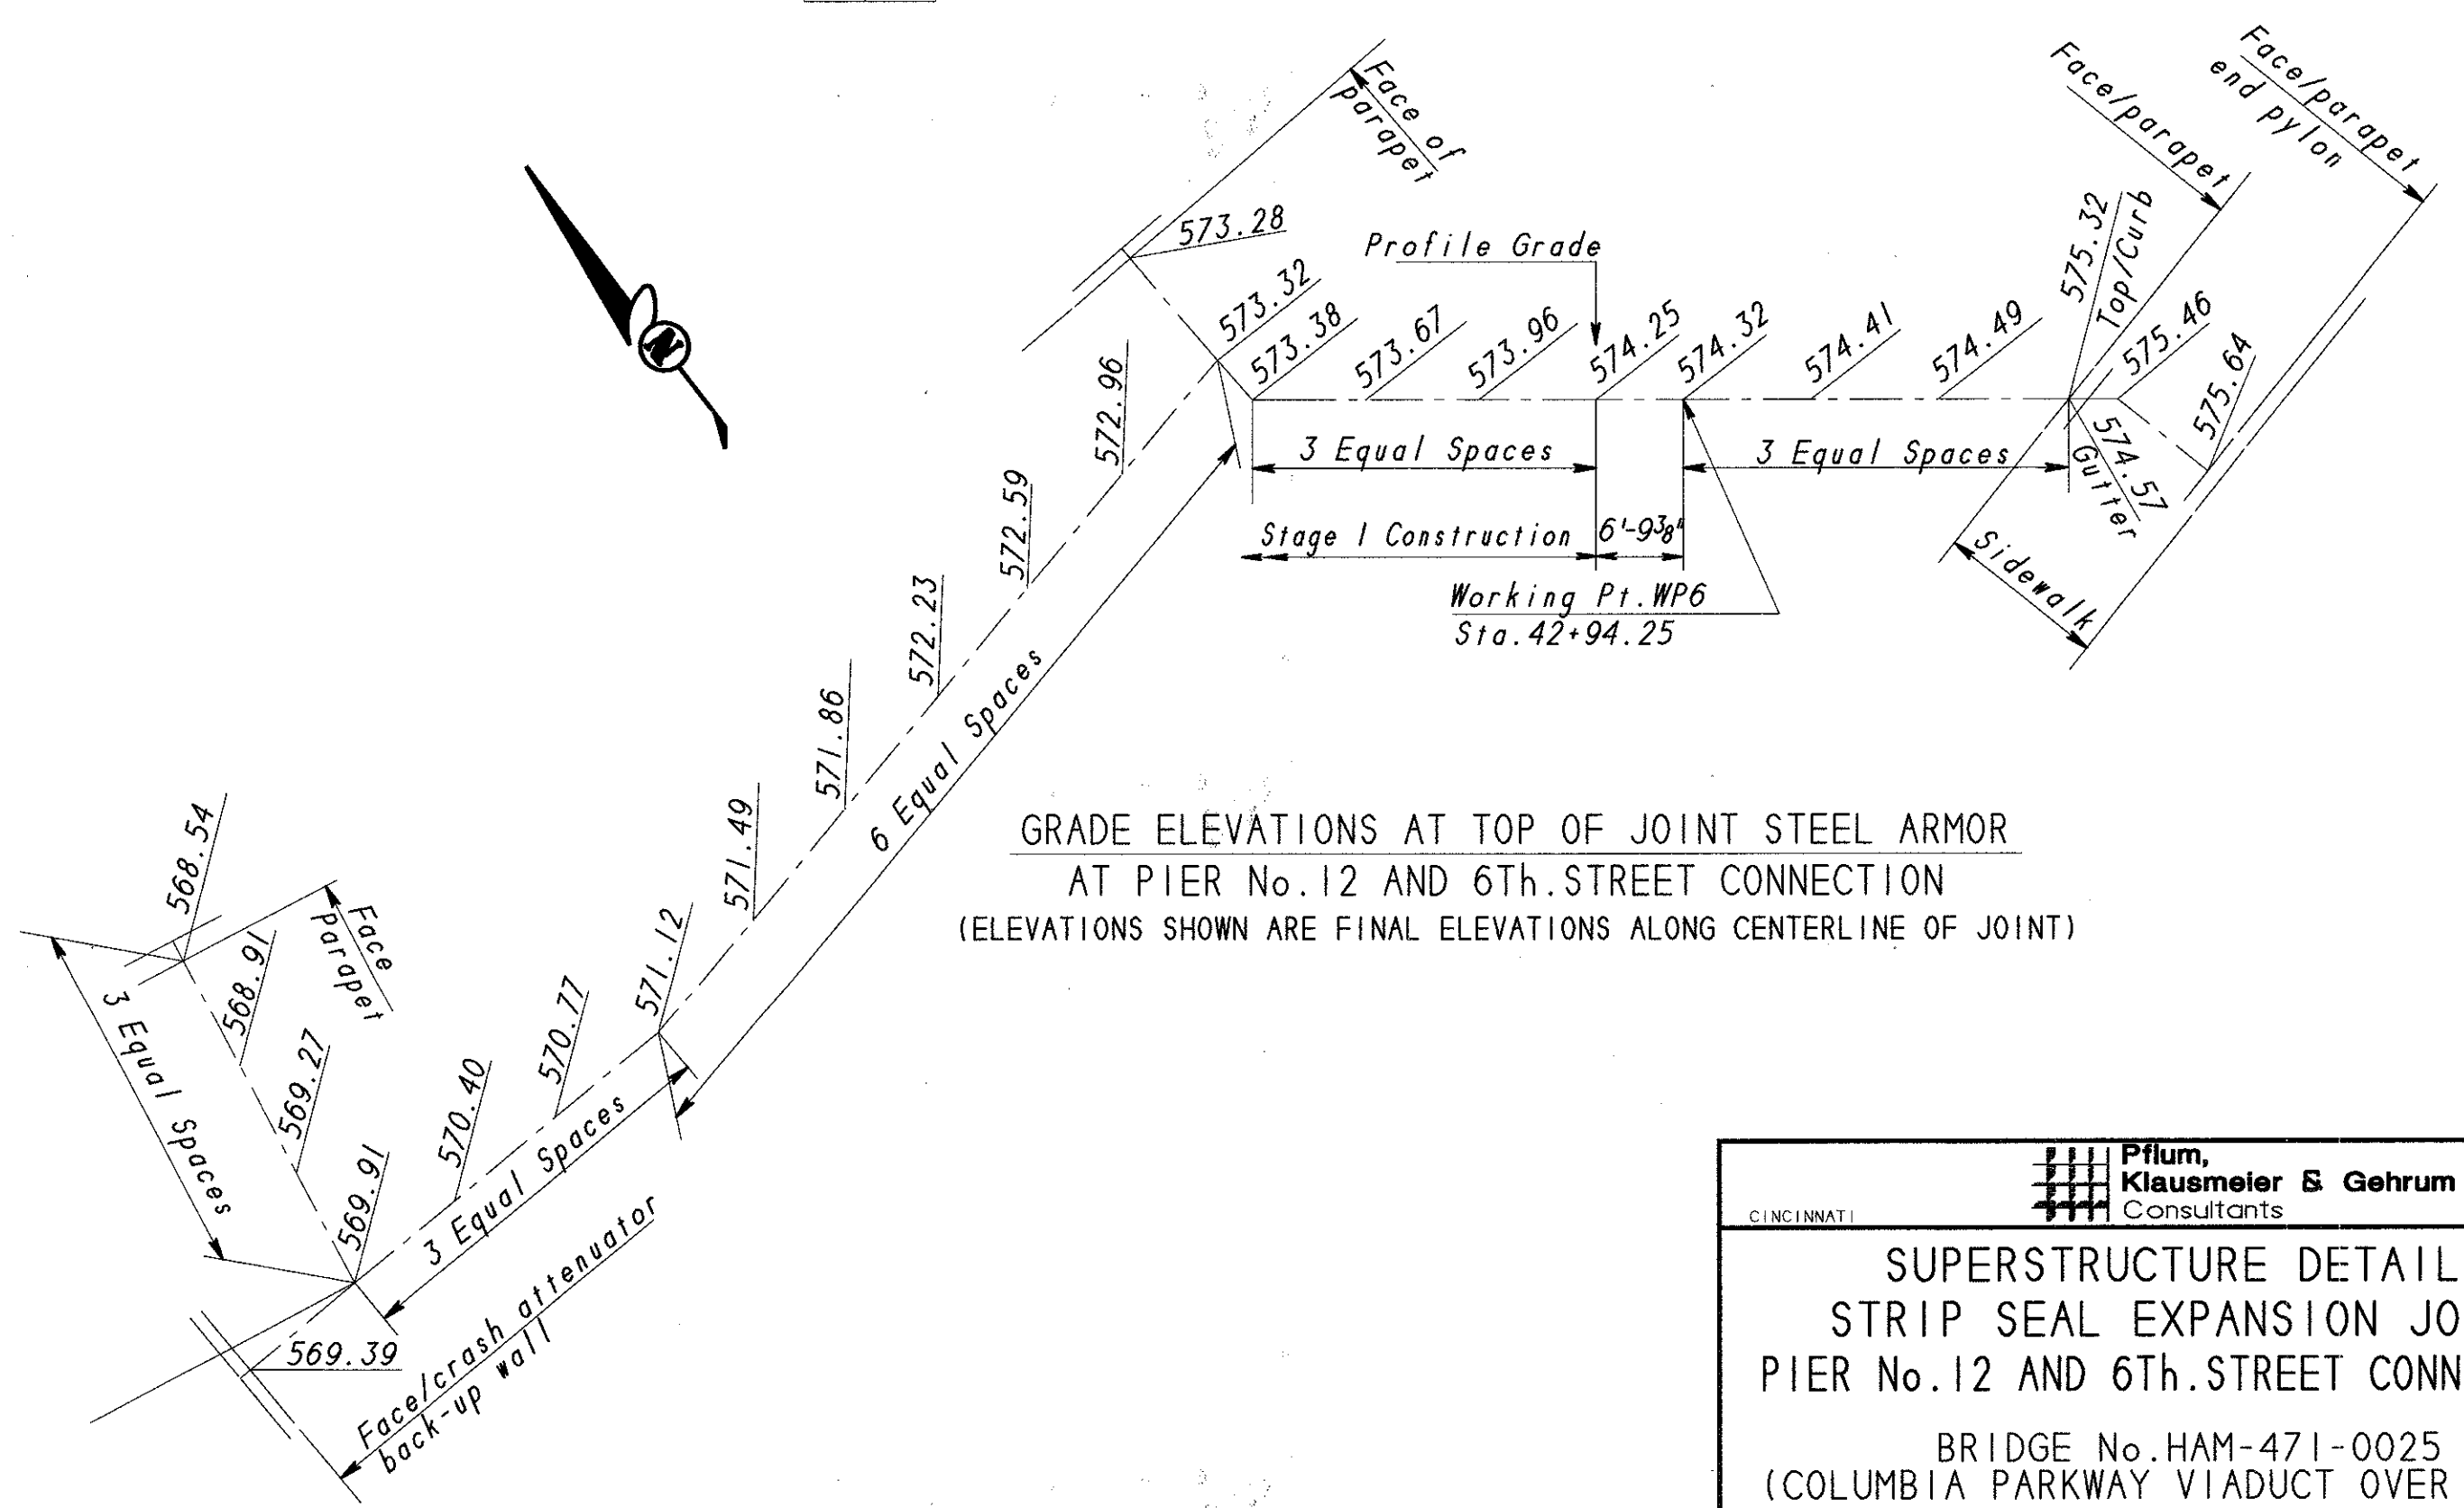 Face of
parapet
Face/parapet
Face/parapet
end pylon
573.28
Profile Grade
573.32
573.38
573.67
573.96
574.25
574.32
574.41
574.49
575.32
Top/Curb
575.46
575.64
574.57
Gutter
Sidewalk
3 Equal Spaces
3 Equal Spaces
Stage 1 Construction
6'-9 3/8"
Working Pt. WP6
Sta. 42+94.25
N
572.96
572.59
572.23
571.86
571.49
571.12
6 Equal Spaces
GRADE ELEVATIONS AT TOP OF JOINT STEEL ARMOR
AT PIER No. 12 AND 6Th. STREET CONNECTION
(ELEVATIONS SHOWN ARE FINAL ELEVATIONS ALONG CENTERLINE OF JOINT)
568.54
Face
parapet
568.91
569.27
569.91
570.40
570.77
3 Equal Spaces
3 Equal Spaces
569.39
Face/crash attenuator
back-up wall
CINCINNATI
Pflum,
Klausmeier & Gehrum
Consultants
SUPERSTRUCTURE DETAIL
STRIP SEAL EXPANSION JO
PIER No. 12 AND 6Th. STREET CONN
BRIDGE No. HAM-471-0025
(COLUMBIA PARKWAY VIADUCT OVER